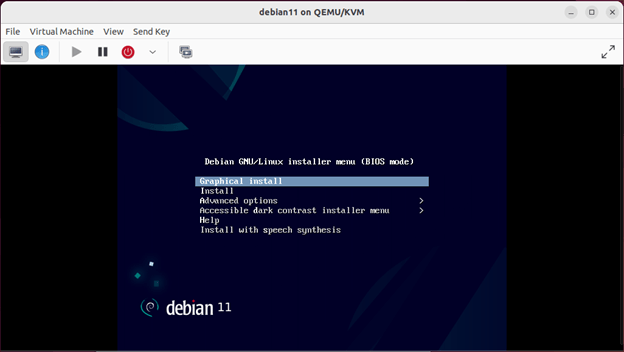 debian11 on QEMU/KVM
File Virtual Machine View Send Key
Debian GNU/Linux installer menu (BIOS mode)
Graphical install
Install
Advanced options >
Accessible dark contrast installer menu >
Help
Install with speech synthesis
debian 11